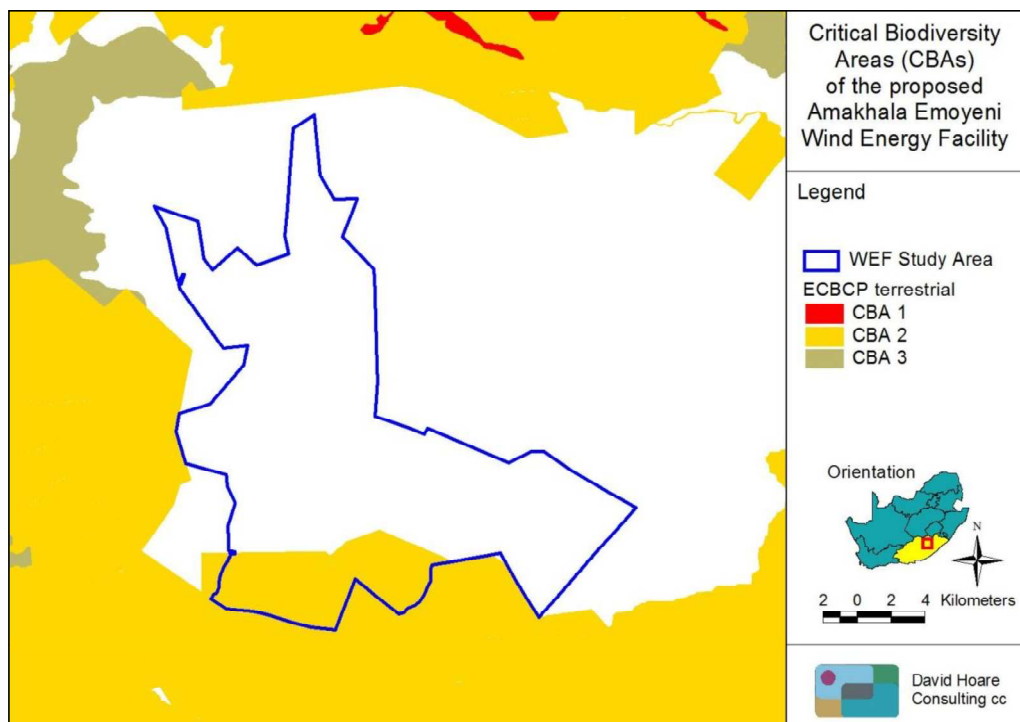 Critical Biodiversity
Areas (CBAs)
of the proposed
Amakhala Emoyeni
Wind Energy Facility
Legend
WEF Study Area
ECBCP terrestrial
CBA 1
CBA 2
CBA 3
Orientation
N
2 0 2 4 Kilometers
David Hoare
Consulting cc